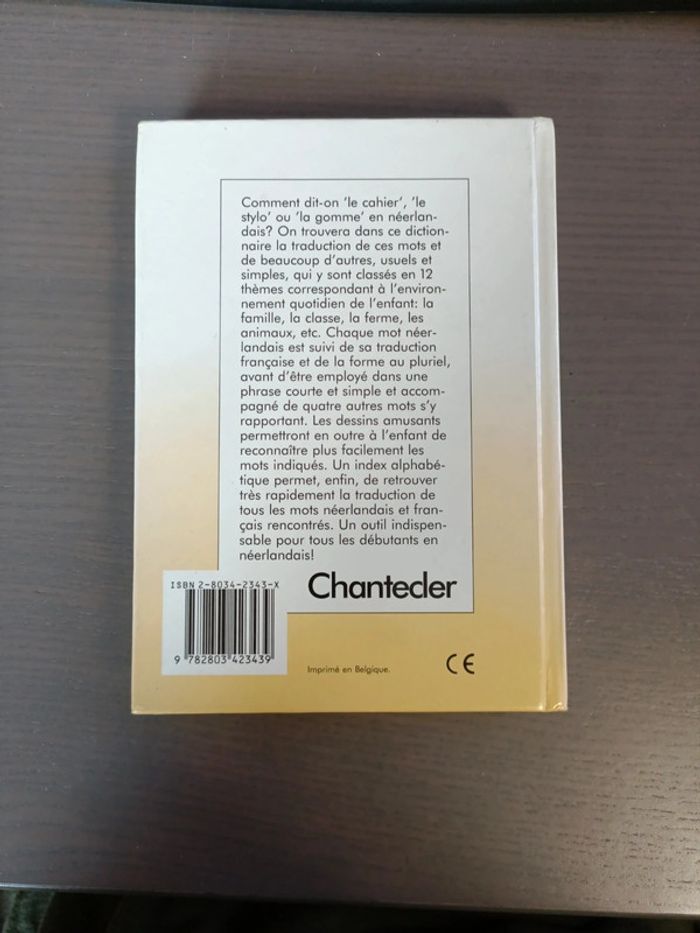 Comment dit-on 'le cahier', 'le
stylo' ou 'la gomme' en néerlan-
dais? On trouvera dans ce diction-
naire la traduction de ces mots et
de beaucoup d'autres, usuels et
simples, qui y sont classés en 12
thèmes correspondant à l'environ-
nement quotidien de l'enfant: la
famille, la classe, la ferme, les
animaux, etc. Chaque mot néer-
landais est suivi de sa traduction
française et de la forme au pluriel,
avant d'être employé dans une
phrase courte et simple et accom-
pagné de quatre autres mots s'y
rapportant. Les dessins amusants
permettront en outre à l'enfant de
reconnaître plus facilement les
mots indiqués. Un index alphabé-
tique permet, enfin, de retrouver
très rapidement la traduction de
tous les mots néerlandais et fran-
çais rencontrés. Un outil indispen-
sable pour tous les débutants en
néerlandais!
Chantecler
ISBN 2-8034-2343-X
9 782803 423439
Imprimé en Belgique.
CE